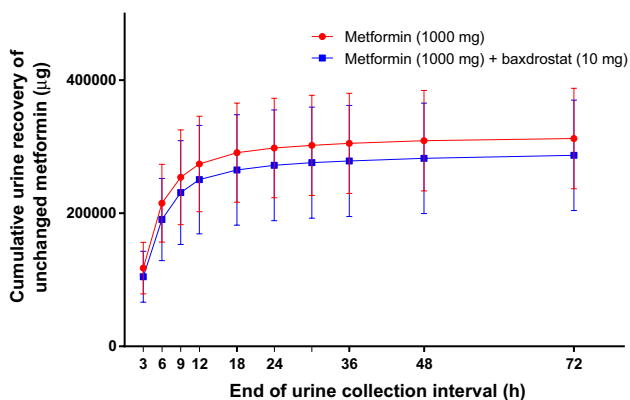 Metformin (1000 mg)
Metformin (1000 mg) + baxdrostat (10 mg)
Cumulative urine recovery of
unchanged metformin (µg)
400000
200000
0
3 6 9 12 18 24 36 48 72
End of urine collection interval (h)